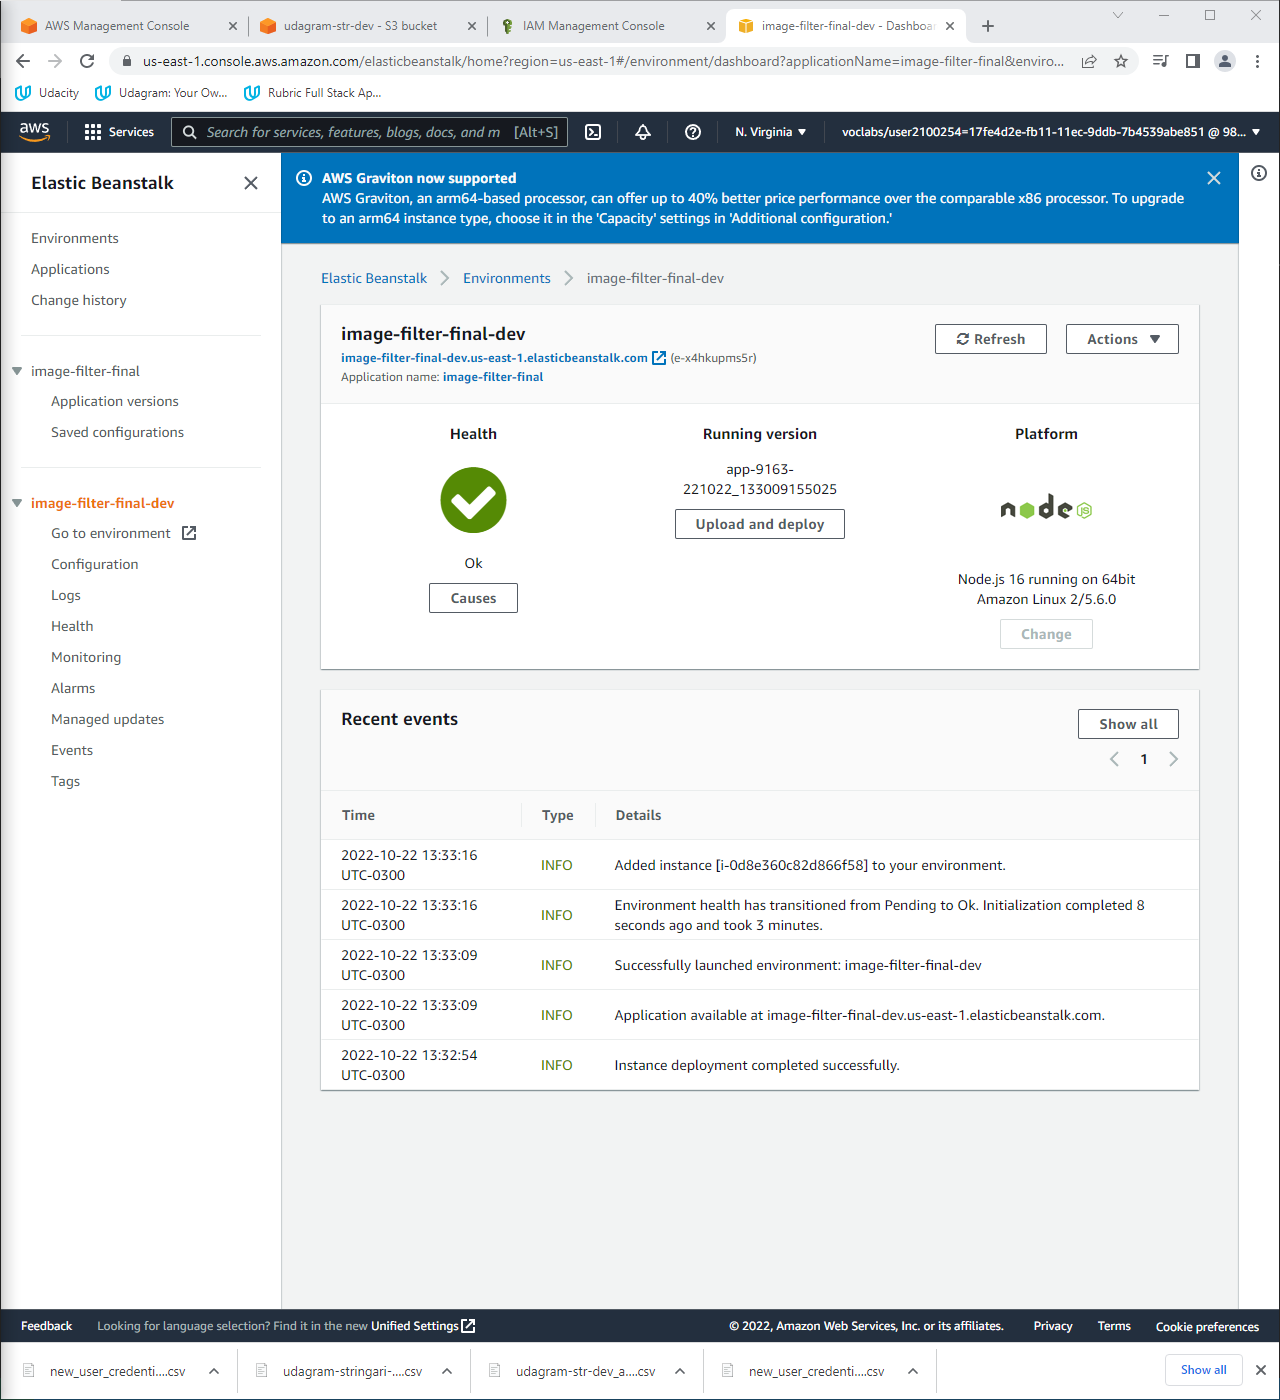 AWS Management Console
udagram-str-dev - S3 bucket
IAM Management Console
image-filter-final-dev - Dashboar
us-east-1.console.aws.amazon.com/elasticbeanstalk/home?region=us-east-1#/environment/dashboard?applicationName=image-filter-final&enviro...
Udacity
Udagram: Your Ow...
Rubric Full Stack Ap...
aws
Services
Search for services, features, blogs, docs, and m
[Alt+S]
N. Virginia
voclabs/user2100254=17fe4d2e-fb11-11ec-9ddb-7b4539abe851 @ 98...
Elastic Beanstalk
Environments
Applications
Change history
image-filter-final
Application versions
Saved configurations
image-filter-final-dev
Go to environment
Configuration
Logs
Health
Monitoring
Alarms
Managed updates
Events
Tags
AWS Graviton now supported
AWS Graviton, an arm64-based processor, can offer up to 40% better price performance over the comparable x86 processor. To upgrade
to an arm64 instance type, choose it in the 'Capacity' settings in 'Additional configuration.'
Elastic Beanstalk
Environments
image-filter-final-dev
image-filter-final-dev
image-filter-final-dev.us-east-1.elasticbeanstalk.com (e-x4hkupms5r)
Application name: image-filter-final
Refresh
Actions
Health
Ok
Causes
Running version
app-9163-
221022_133009155025
Upload and deploy
Platform
node JS
Node.js 16 running on 64bit
Amazon Linux 2/5.6.0
Change
Recent events
Show all
1
Time
Type
Details
2022-10-22 13:33:16
UTC-0300
INFO
Added instance [i-0d8e360c82d866f58] to your environment.
2022-10-22 13:33:16
UTC-0300
INFO
Environment health has transitioned from Pending to Ok. Initialization completed 8
seconds ago and took 3 minutes.
2022-10-22 13:33:09
UTC-0300
INFO
Successfully launched environment: image-filter-final-dev
2022-10-22 13:33:09
UTC-0300
INFO
Application available at image-filter-final-dev.us-east-1.elasticbeanstalk.com.
2022-10-22 13:32:54
UTC-0300
INFO
Instance deployment completed successfully.
Feedback
Looking for language selection? Find it in the new Unified Settings
© 2022, Amazon Web Services, Inc. or its affiliates.
Privacy
Terms
Cookie preferences
new_user_credenti....csv
udagram-stringari-....csv
udagram-str-dev_a....csv
new_user_credenti....csv
Show all